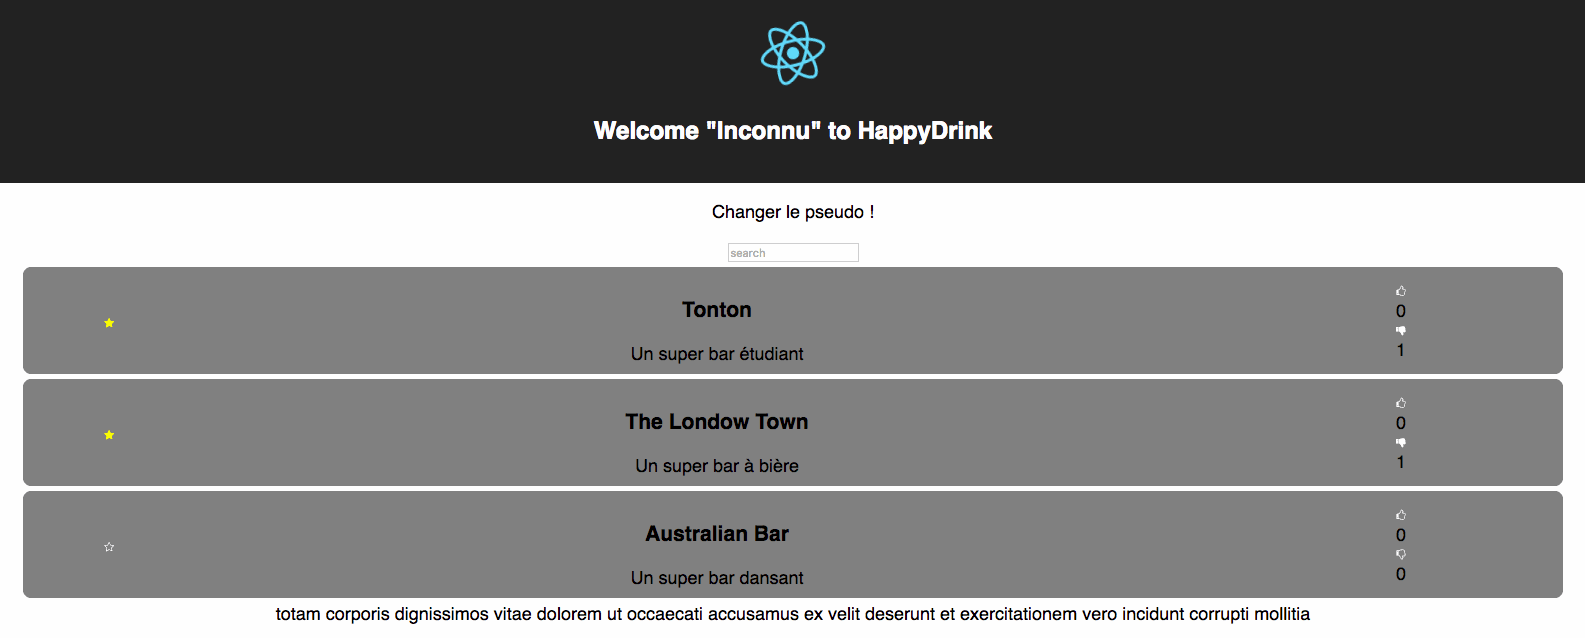 Welcome "Inconnu" to HappyDrink
Changer le pseudo !
search
Tonton
Un super bar étudiant
0
1
The Londow Town
Un super bar à bière
0
1
Australian Bar
Un super bar dansant
0
0
totam corporis dignissimos vitae dolorem ut occaecati accusamus ex velit deserunt et exercitationem vero incidunt corrupti mollitia